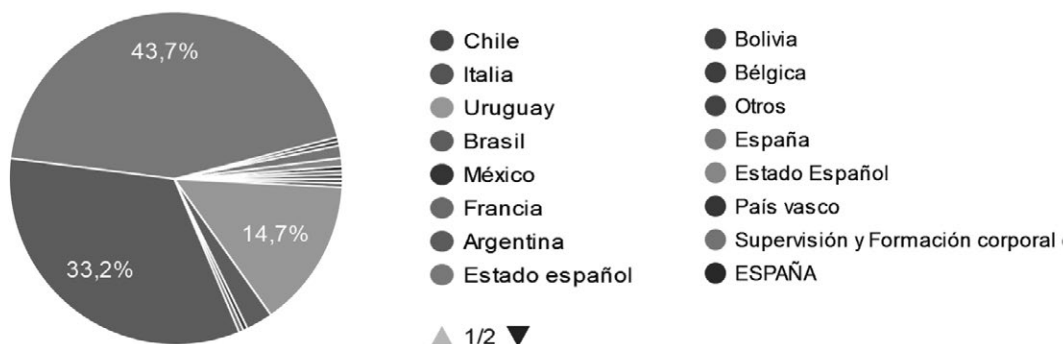 43,7%
14,7%
33,2%
Chile
Italia
Uruguay
Brasil
México
Francia
Argentina
Estado español
1/2
Bolivia
Bélgica
Otros
España
Estado Español
País vasco
Supervisión y Formación corporal
ESPAÑA